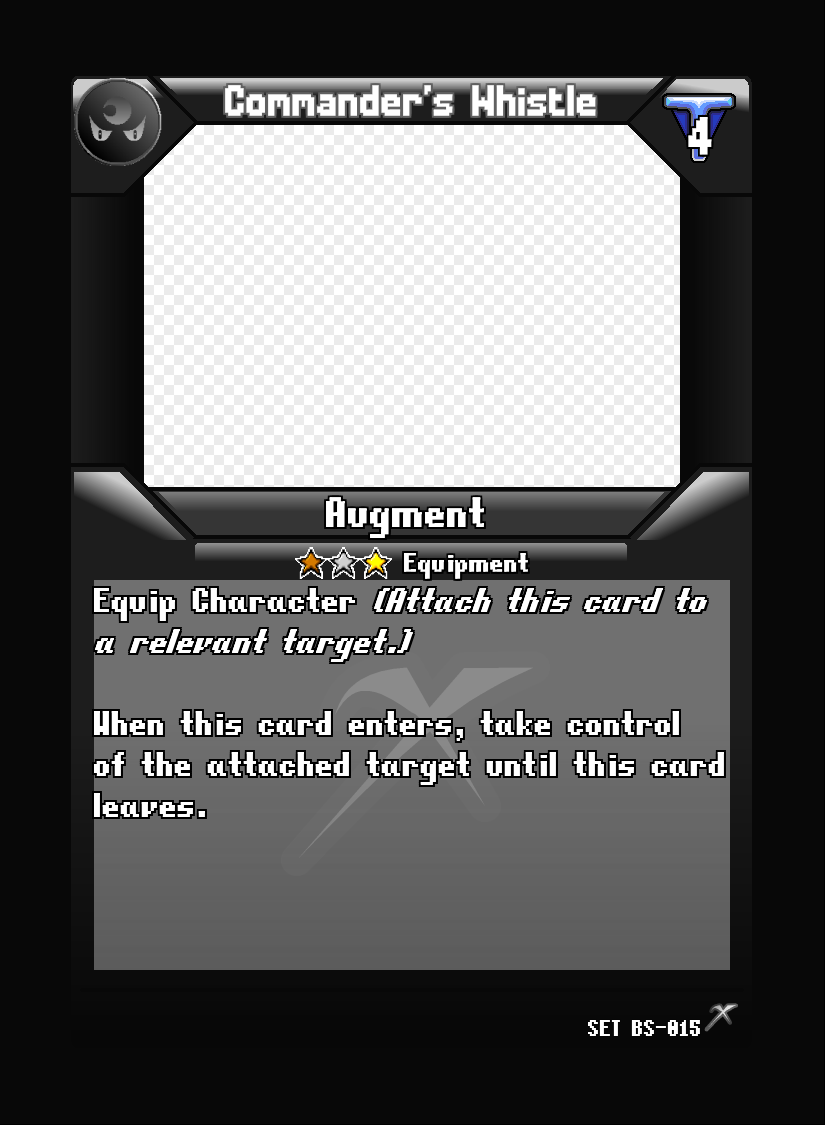 Commander's Whistle
4
Augment
Equipment
Equip Character (Attach this card to
a relevant target.)
When this card enters, take control
of the attached target until this card
leaves.
SET BS-015